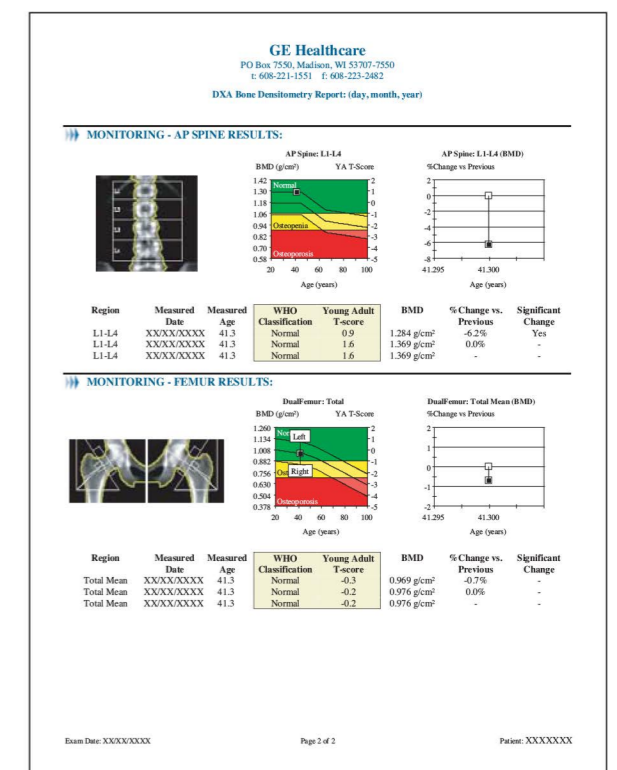 GE Healthcare
PO Box 7550, Madison, WI 53707-7550
t: 608-221-1551 f: 608-223-2482
DXA Bone Densitometry Report: (day, month, year)
MONITORING - AP SPINE RESULTS:
AP Spine: L1-L4
BMD (g/cm²) YA T-Score
1.42 2
1.30 Normal 1
1.18 0
1.06 -1
0.94 Osteopenia -2
0.82 -3
0.70 -4
0.58 Osteoporosis -5
20 40 60 80 100
Age (years)
AP Spine: L1-L4 (BMD)
%Change vs Previous
2
0
-2
-4
-6
-8
41.295 41.300
Age (years)
Region Measured Date Measured Age WHO Classification Young Adult T-score BMD %Change vs. Previous Significant Change
L1-L4 XX/XX/XXXX 41.3 Normal 0.9 1.284 g/cm² -6.2% Yes
L1-L4 XX/XX/XXXX 41.3 Normal 1.6 1.369 g/cm² 0.0% -
L1-L4 XX/XX/XXXX 41.3 Normal 1.6 1.369 g/cm² - -
MONITORING - FEMUR RESULTS:
DualFemur: Total
BMD (g/cm²) YA T-Score
1.260 2
1.134 Nor Left 1
1.008 0
0.882 -1
0.756 Ost Right -2
0.630 -3
0.504 -4
0.378 Osteoporosis -5
20 40 60 80 100
Age (years)
DualFemur: Total Mean (BMD)
%Change vs Previous
2
1
0
-1
-2
41.295 41.300
Age (years)
Region Measured Date Measured Age WHO Classification Young Adult T-score BMD %Change vs. Previous Significant Change
Total Mean XX/XX/XXXX 41.3 Normal -0.3 0.969 g/cm² -0.7% -
Total Mean XX/XX/XXXX 41.3 Normal -0.2 0.976 g/cm² 0.0% -
Total Mean XX/XX/XXXX 41.3 Normal -0.2 0.976 g/cm² - -
Exam Date: XX/XX/XXXX Page 2 of 2 Patient: XXXXXXX